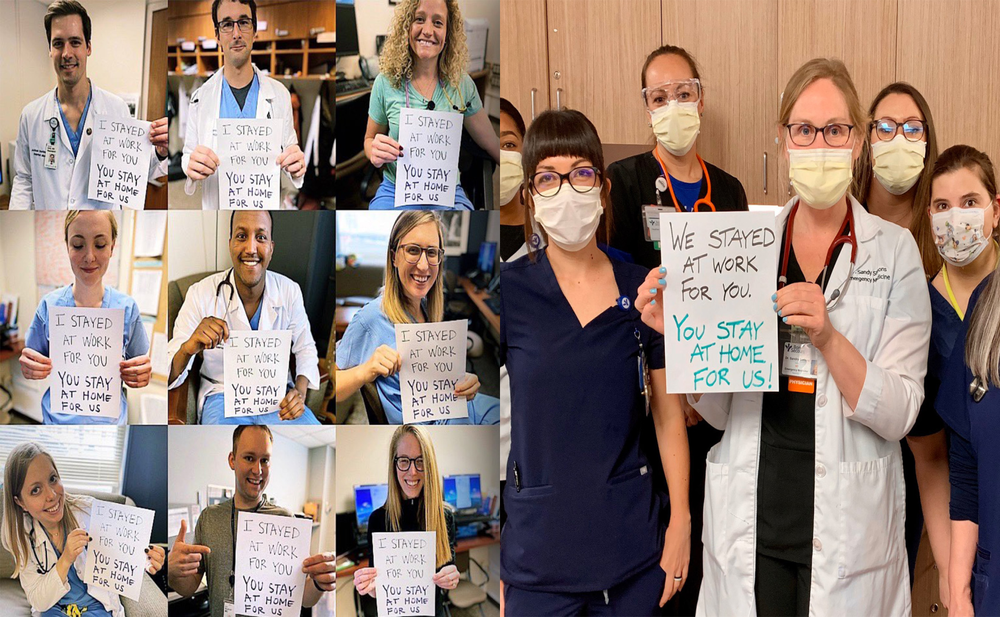 I STAYED
AT WORK
FOR YOU
YOU STAY
AT HOME
FOR US !
I STAYED
AT WORK
FOR YOU
YOU STAY
AT HOME
FOR US
I STAYED
AT WORK
FOR YOU
YOU STAY
AT HOME
FOR US
I STAYED
AT WORK
FOR YOU
YOU STAY
AT HOME
FOR US
I STAYED
AT WORK
FOR YOU
YOU STAY
AT HOME
FOR US
I STAYED
AT WORK
FOR YOU
YOU STAY
AT HOME
FOR US
I STAYED
AT WORK
FOR YOU
YOU STAY
AT HOME
FOR US
I STAYED
AT WORK
FOR YOU
YOU STAY
AT HOME
FOR US
I STAYED
AT WORK
FOR YOU
YOU STAY
AT HOME
FOR US
WE STAYED
AT WORK
FOR YOU.
YOU STAY
AT HOME
FOR US!
Sandy
Medicine
Bon
Secours
Dr.
Emergency Medicine
PHYSICIAN